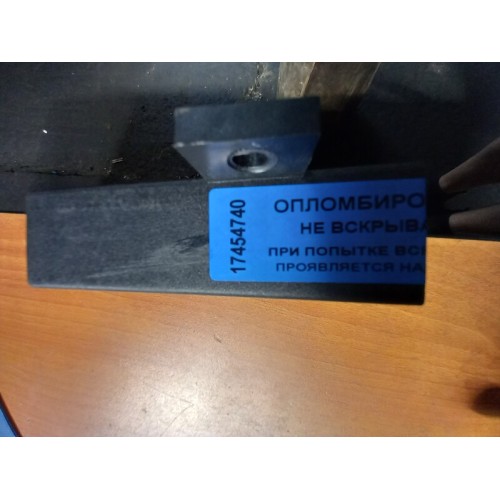 17454740
ОПЛОМБИРО
НЕ ВСКРЫВА
ПРИ ПОПЫТКЕ ВС
ПРОЯВЛЯЕТСЯ НА